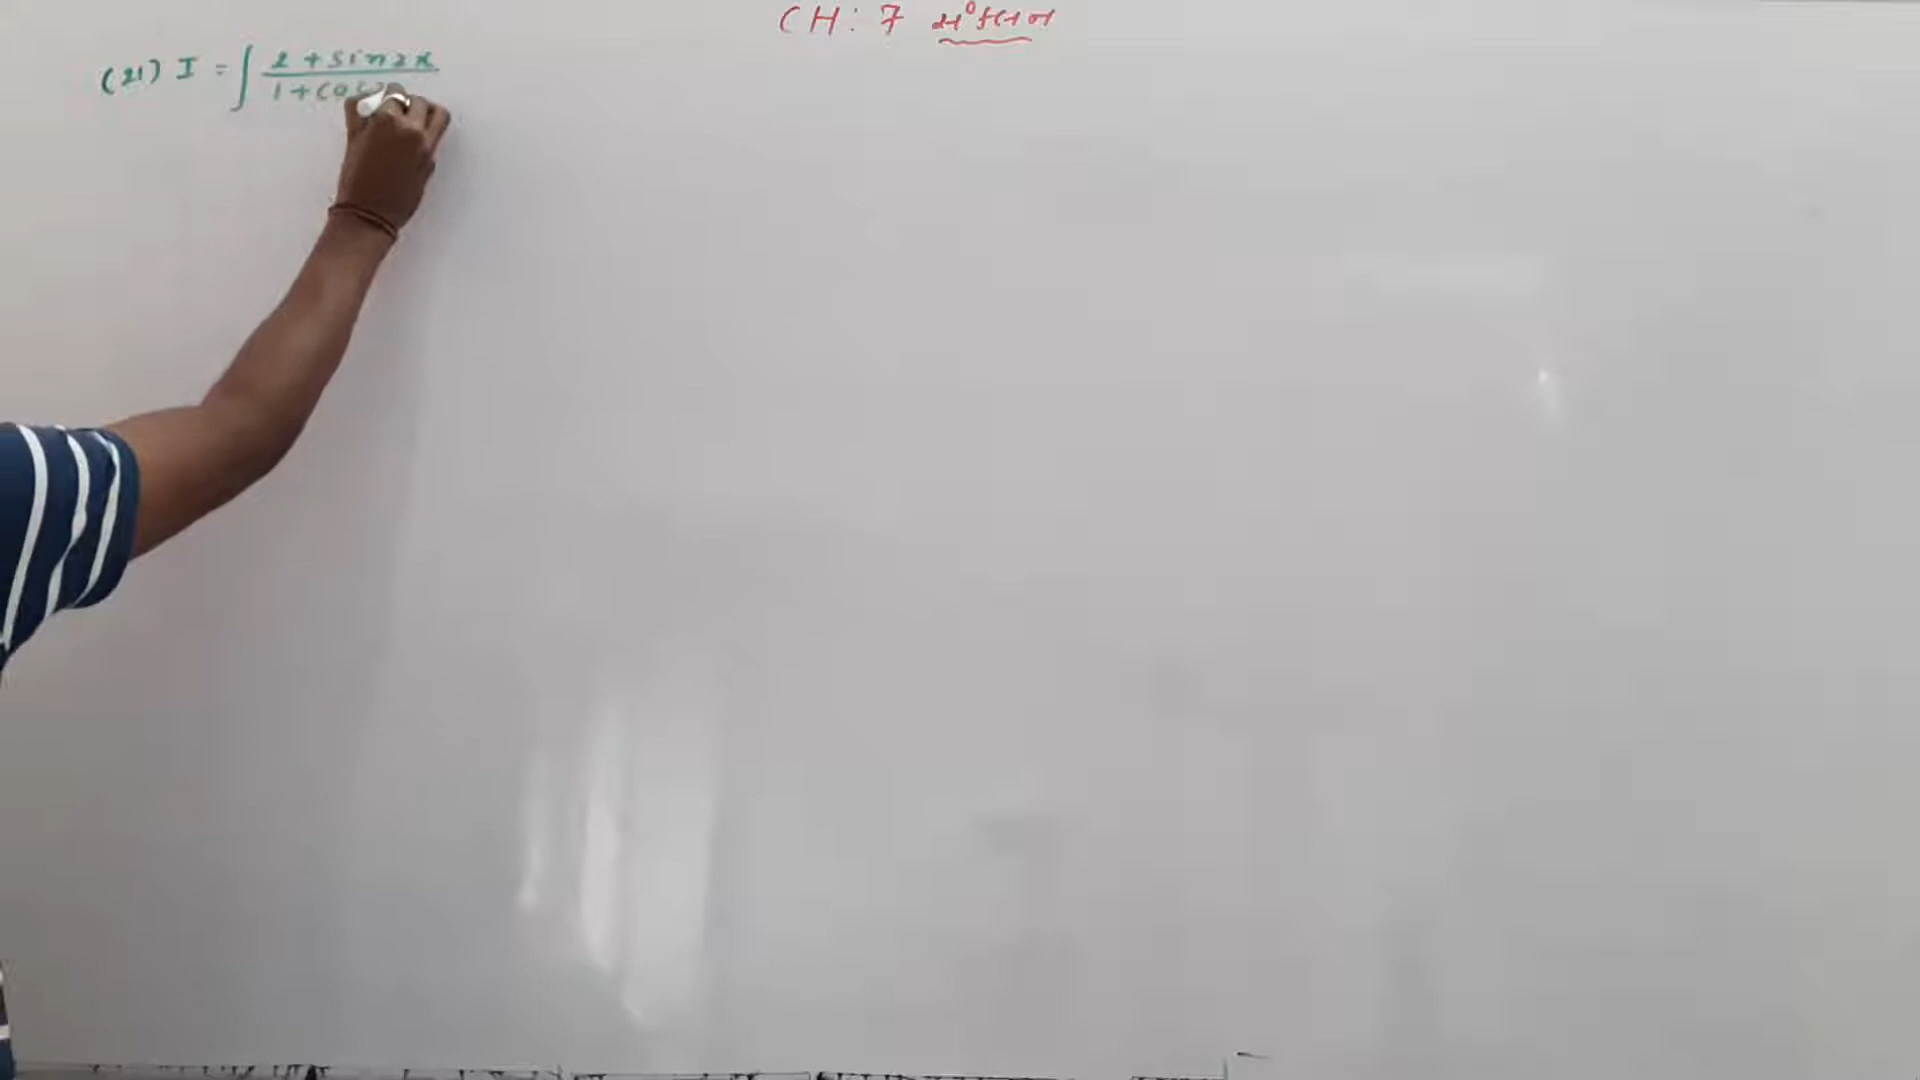 CH: 7 સંકલન
(21) I = ∫ 2 + sin2x
1 + cos